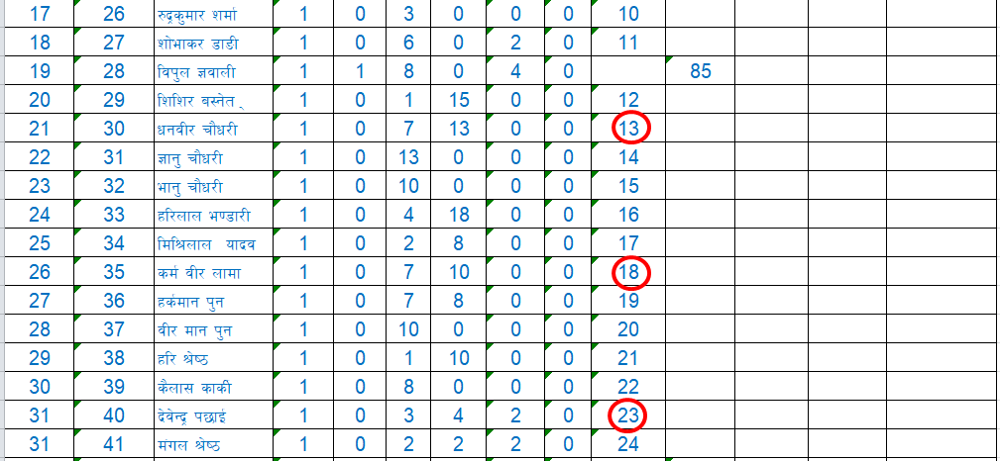 17 26 रुद्रकुमार शर्मा 1 0 3 0 0 0 10
18 27 शोभाकर डाडी 1 0 6 0 2 0 11
19 28 विपुल ज्ञवाली 1 1 8 0 4 0 85
20 29 शिशिर बस्नेत् 1 0 1 15 0 0 12
21 30 धनवीर चौधरी 1 0 7 13 0 0 13
22 31 ज्ञानु चौधरी 1 0 13 0 0 0 14
23 32 भानु चौधरी 1 0 10 0 0 0 15
24 33 हरिलाल भण्डारी 1 0 4 18 0 0 16
25 34 मिश्रिलाल यादव 1 0 2 8 0 0 17
26 35 कर्म वीर लामा 1 0 7 10 0 0 18
27 36 हर्कमान पुन 1 0 7 8 0 0 19
28 37 वीर मान पुन 1 0 10 0 0 0 20
29 38 हरि श्रेष्ठ 1 0 1 10 0 0 21
30 39 कैलास कार्की 1 0 8 0 0 0 22
31 40 देवेन्द्र पछाई 1 0 3 4 2 0 23
31 41 मंगल श्रेष्ठ 1 0 2 2 2 0 24